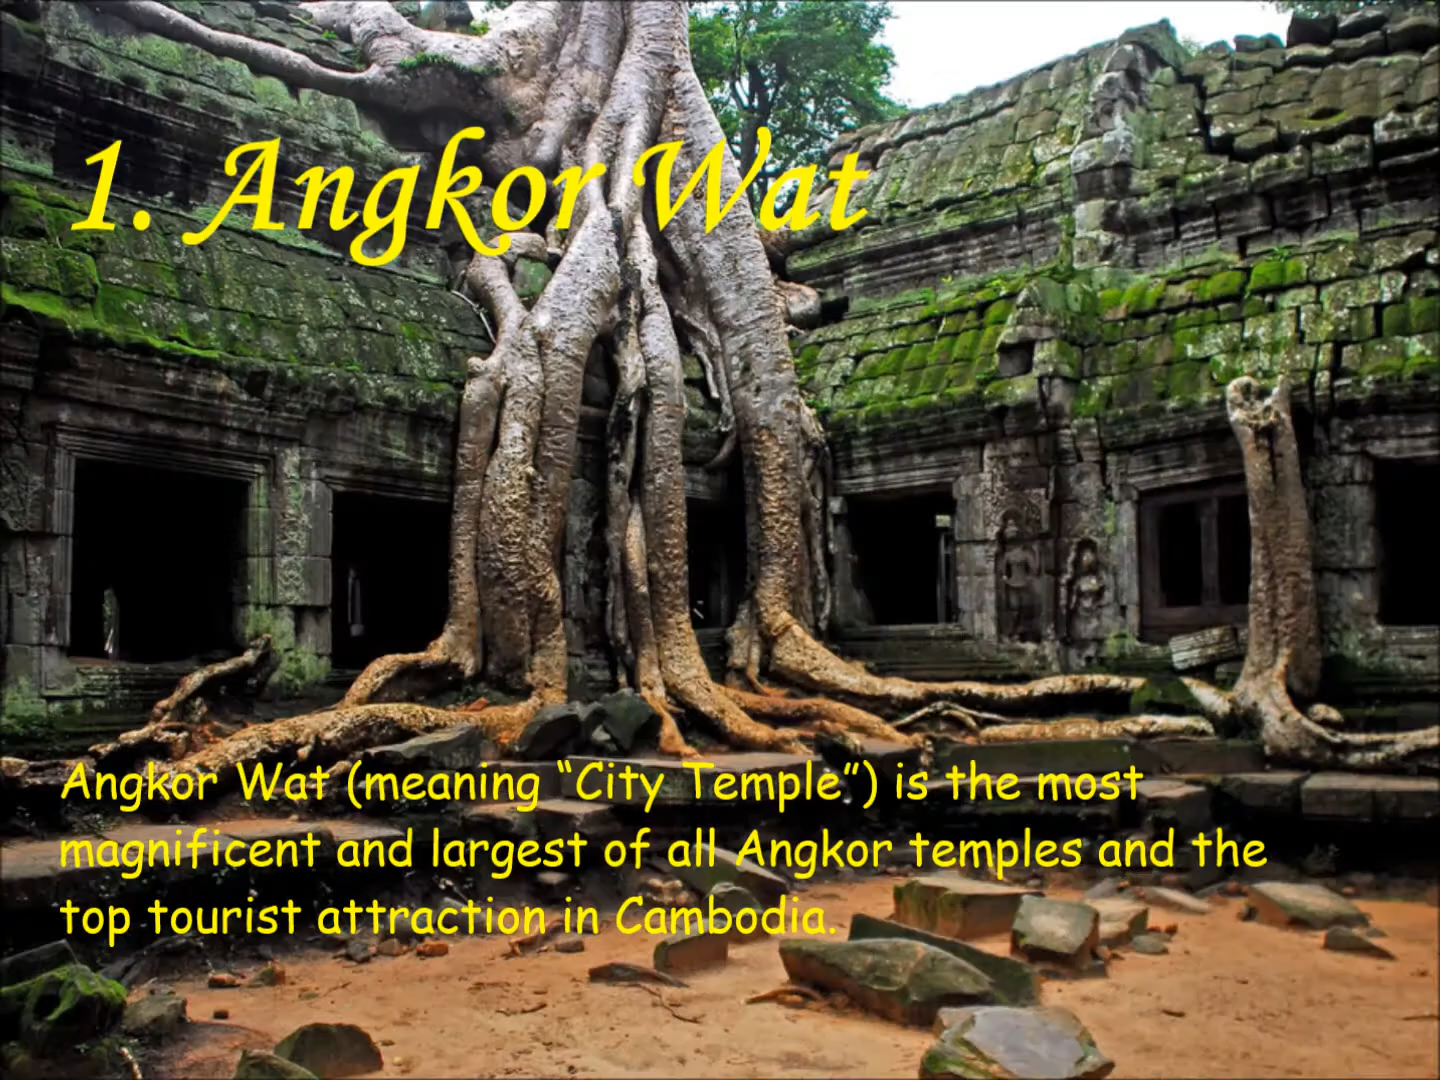 1. Angkor Wat
Angkor Wat (meaning “City Temple”) is the most
magnificent and largest of all Angkor temples and the
top tourist attraction in Cambodia.